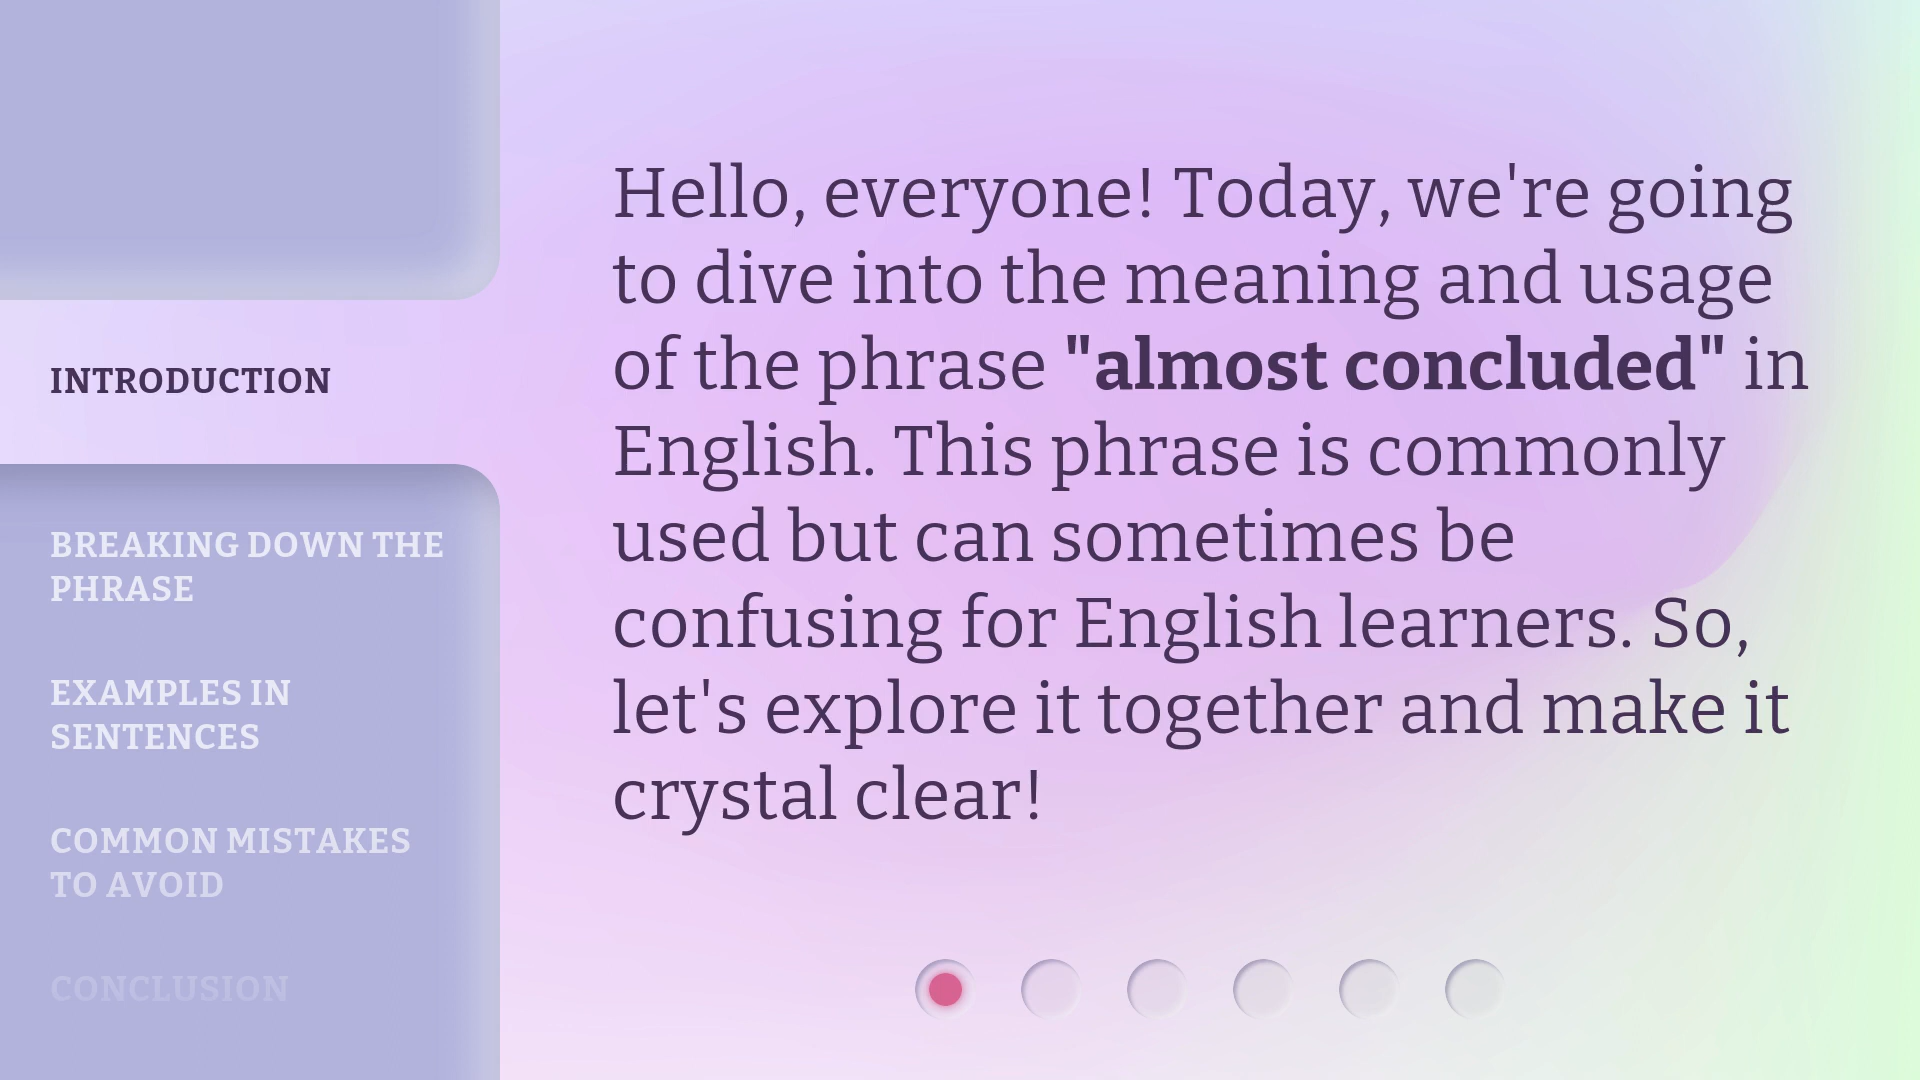 INTRODUCTION
BREAKING DOWN THE
PHRASE
EXAMPLES IN
SENTENCES
COMMON MISTAKES
TO AVOID
CONCLUSION
Hello, everyone! Today, we're going
to dive into the meaning and usage
of the phrase "almost concluded" in
English. This phrase is commonly
used but can sometimes be
confusing for English learners. So,
let's explore it together and make it
crystal clear!